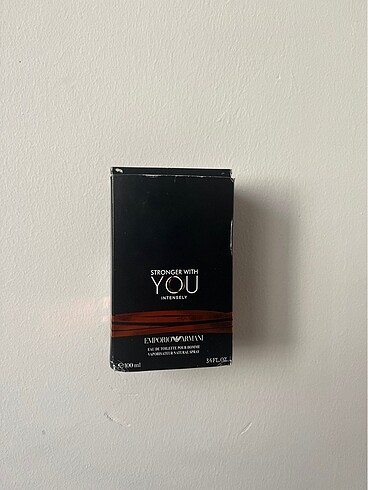 STRONGER WITH
YOU
INTENSELY
EMPORIO ARMANI
EAU DE TOILETTE POUR HOMME
VAPORISATEUR NATURAL SPRAY
℮ 100 ml 3.4 FL. OZ.